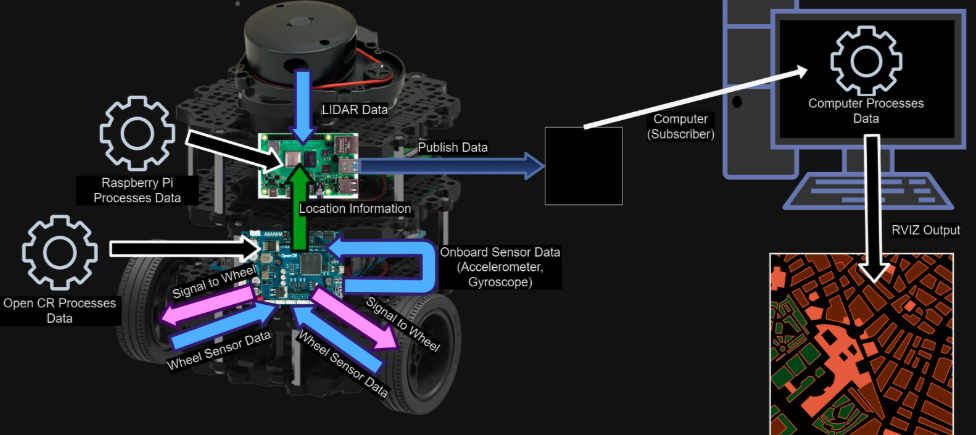 LIDAR Data
Publish Data
Computer
(Subscriber)
Computer Processes
Data
Raspberry Pi
Processes Data
Location Information
RVIZ Output
Onboard Sensor Data
(Accelerometer,
Gyroscope)
OpenCR
Open CR Processes
Data
Signal to Wheel
Signal to Wheel
Wheel Sensor Data
Wheel Sensor Data